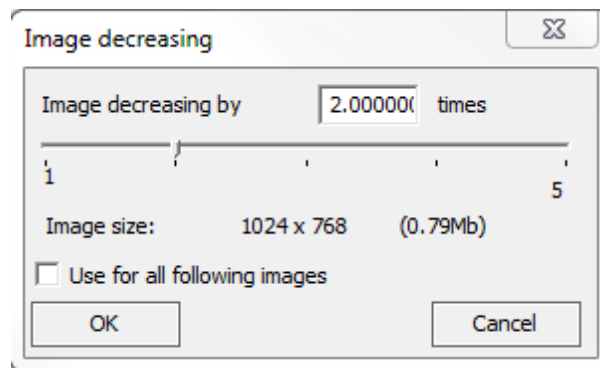 Image decreasing
Image decreasing by 2.000000 times
1
5
Image size: 1024 x 768 (0.79Mb)
Use for all following images
OK Cancel